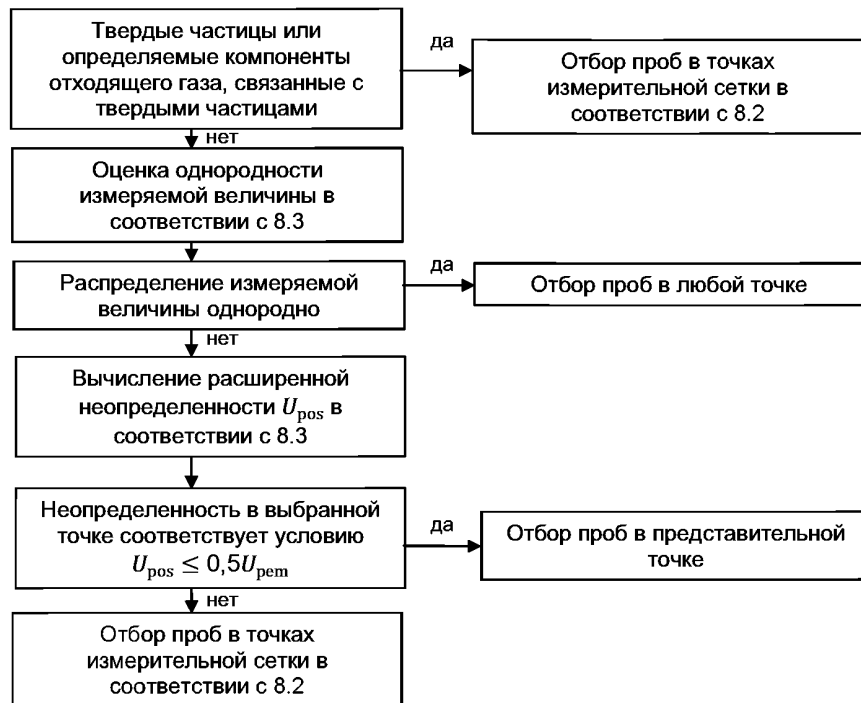 Твердые частицы или
определяемые компоненты
отходящего газа, связанные с
твердыми частицами
да
Отбор проб в точках
измерительной сетки в
соответствии с 8.2
нет
Оценка однородности
измеряемой величины в
соответствии с 8.3
Распределение измеряемой
величины однородно
да
Отбор проб в любой точке
нет
Вычисление расширенной
неопределенности U_pos в
соответствии с 8.3
Неопределенность в выбранной
точке соответствует условию
U_pos ≤ 0,5U_pem
да
Отбор проб в представительной
точке
нет
Отбор проб в точках
измерительной сетки в
соответствии с 8.2